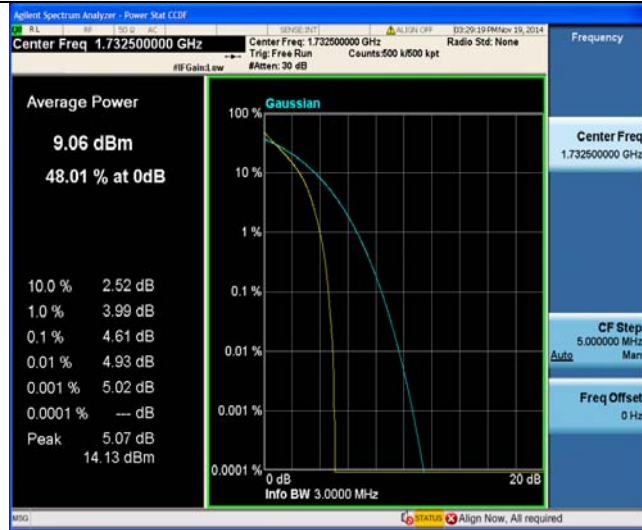 Agilent Spectrum Analyzer - Power Stat CCDF
RL RF 50 Ω AC SENSE:INT ALIGN OFF 03:29:19 PM Nov 19, 2014
Center Freq 1.732500000 GHz
Center Freq: 1.732500000 GHz Radio Std: None
Trig: Free Run Counts:500 k/500 kpt
#IFGain:Low #Atten: 30 dB
Frequency
Average Power
9.06 dBm
48.01 % at 0dB
10.0 % 2.52 dB
1.0 % 3.99 dB
0.1 % 4.61 dB
0.01 % 4.93 dB
0.001 % 5.02 dB
0.0001 % --- dB
Peak 5.07 dB
14.13 dBm
Gaussian
100 %
10 %
1 %
0.1 %
0.01 %
0.001 %
0.0001 %
0 dB 20 dB
Info BW 3.0000 MHz
Center Freq
1.732500000 GHz
CF Step
5.000000 MHz
Auto Man
Freq Offset
0 Hz
MSG STATUS Align Now, All required